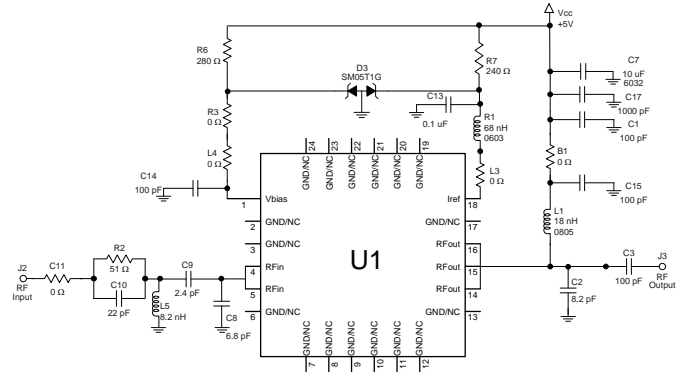 Vcc
+5V
R6
280 Ω
D3
SM05T1G
R7
240 Ω
C7
10 uF
6032
C17
1000 pF
C1
100 pF
C13
0.1 uF
R3
0 Ω
R1
68 nH
0603
L4
0 Ω
B1
0 Ω
C14
100 pF
L3
0 Ω
C15
100 pF
L1
18 nH
0805
24
23
22
21
20
19
GND/NC
GND/NC
GND/NC
GND/NC
GND/NC
GND/NC
1
Vbias
Iref
18
2
GND/NC
GND/NC
17
3
GND/NC
RFout
16
4
RFin
RFout
15
5
RFin
RFout
14
6
GND/NC
GND/NC
13
U1
GND/NC
GND/NC
GND/NC
GND/NC
GND/NC
GND/NC
7
8
9
10
11
12
J2
RF
Input
C11
0 Ω
R2
51 Ω
C10
22 pF
L5
8.2 nH
C9
2.4 pF
C8
6.8 pF
C2
8.2 pF
C3
100 pF
J3
RF
Output